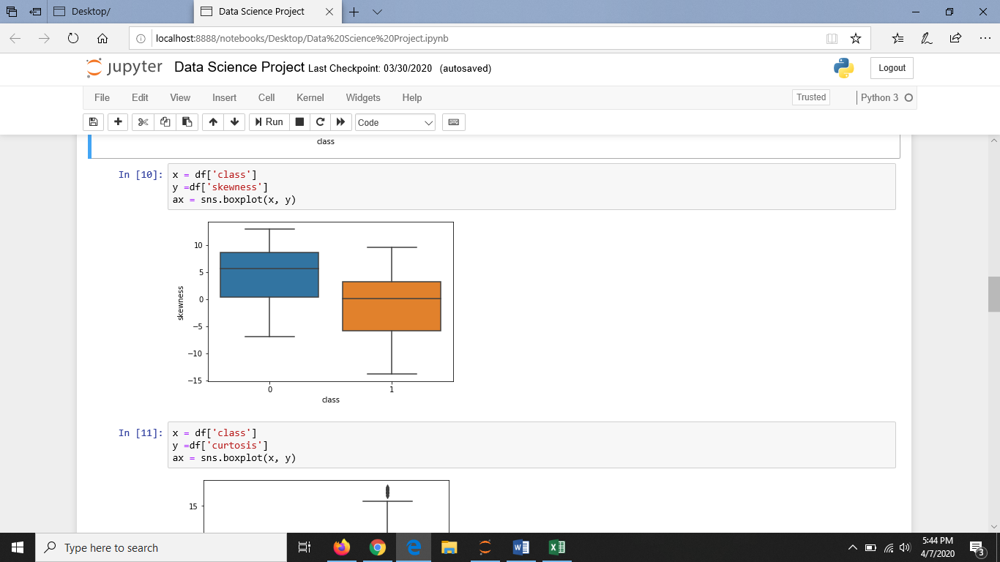 Desktop/
Data Science Project
localhost:8888/notebooks/Desktop/Data%20Science%20Project.ipynb
jupyter Data Science Project Last Checkpoint: 03/30/2020 (autosaved)
Logout
File Edit View Insert Cell Kernel Widgets Help
Trusted
Python 3
Run
Code
class
In [10]:
x = df['class']
y =df['skewness']
ax = sns.boxplot(x, y)
10
5
0
−5
−10
−15
skewness
0 1
class
In [11]:
x = df['class']
y =df['curtosis']
ax = sns.boxplot(x, y)
15
Type here to search
5:44 PM
4/7/2020
3